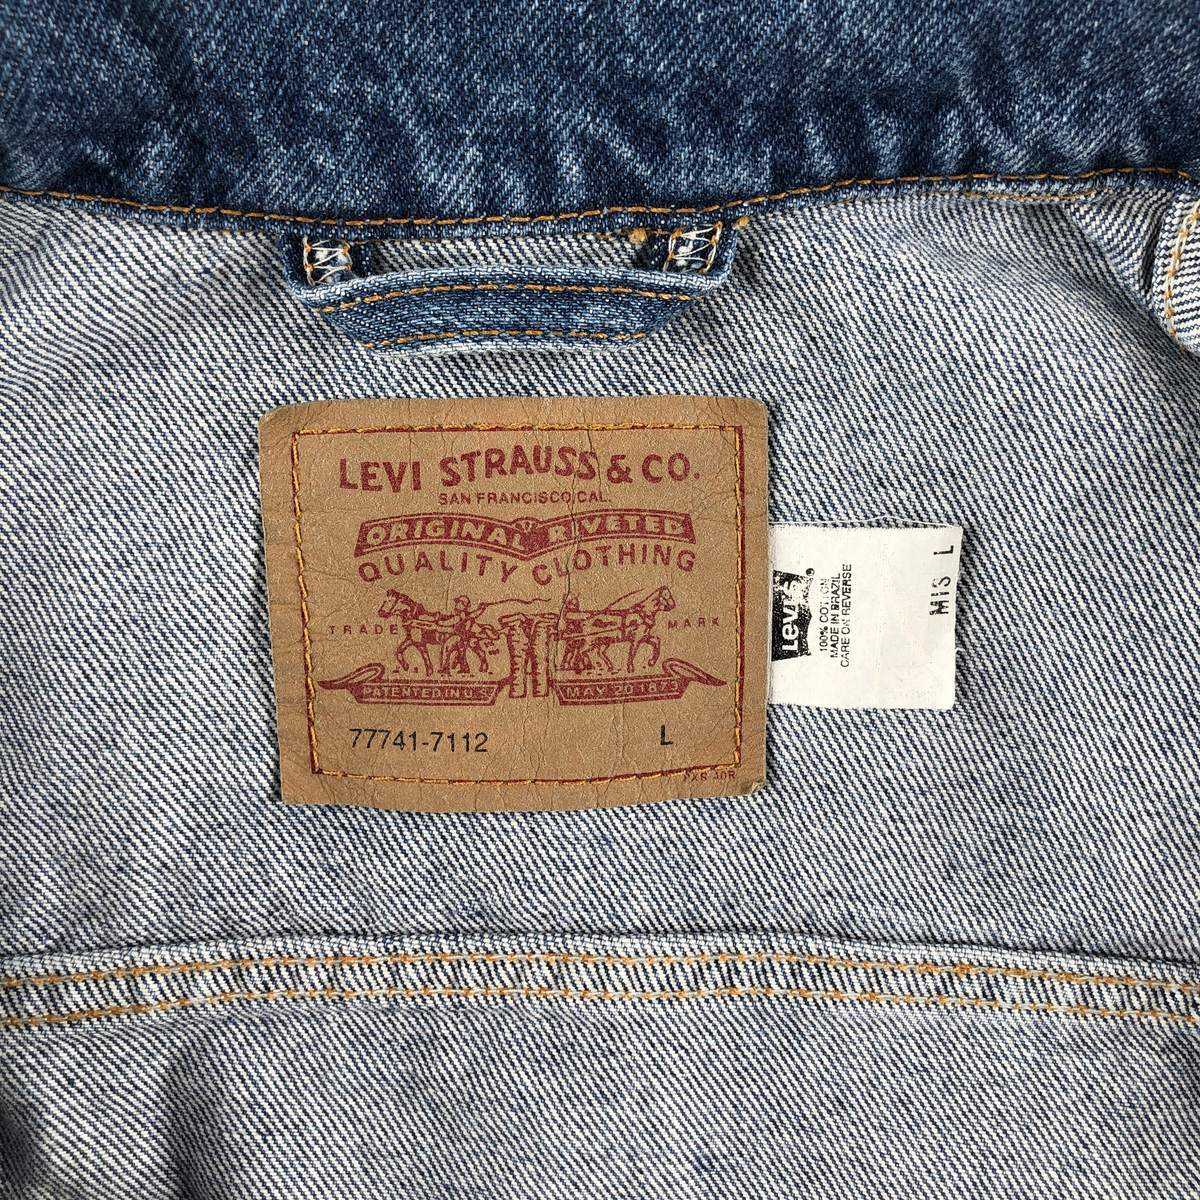 LEVI STRAUSS & CO.
SAN FRANCISCO CAL.
ORIGINAL RIVETED
QUALITY CLOTHING
TRADE MARK
PATENTED IN U.S. MAY 20 1873
77741-7112 L
Levi's®
100% COTTON
MADE IN BRAZIL
CARE ON REVERSE
MIS L